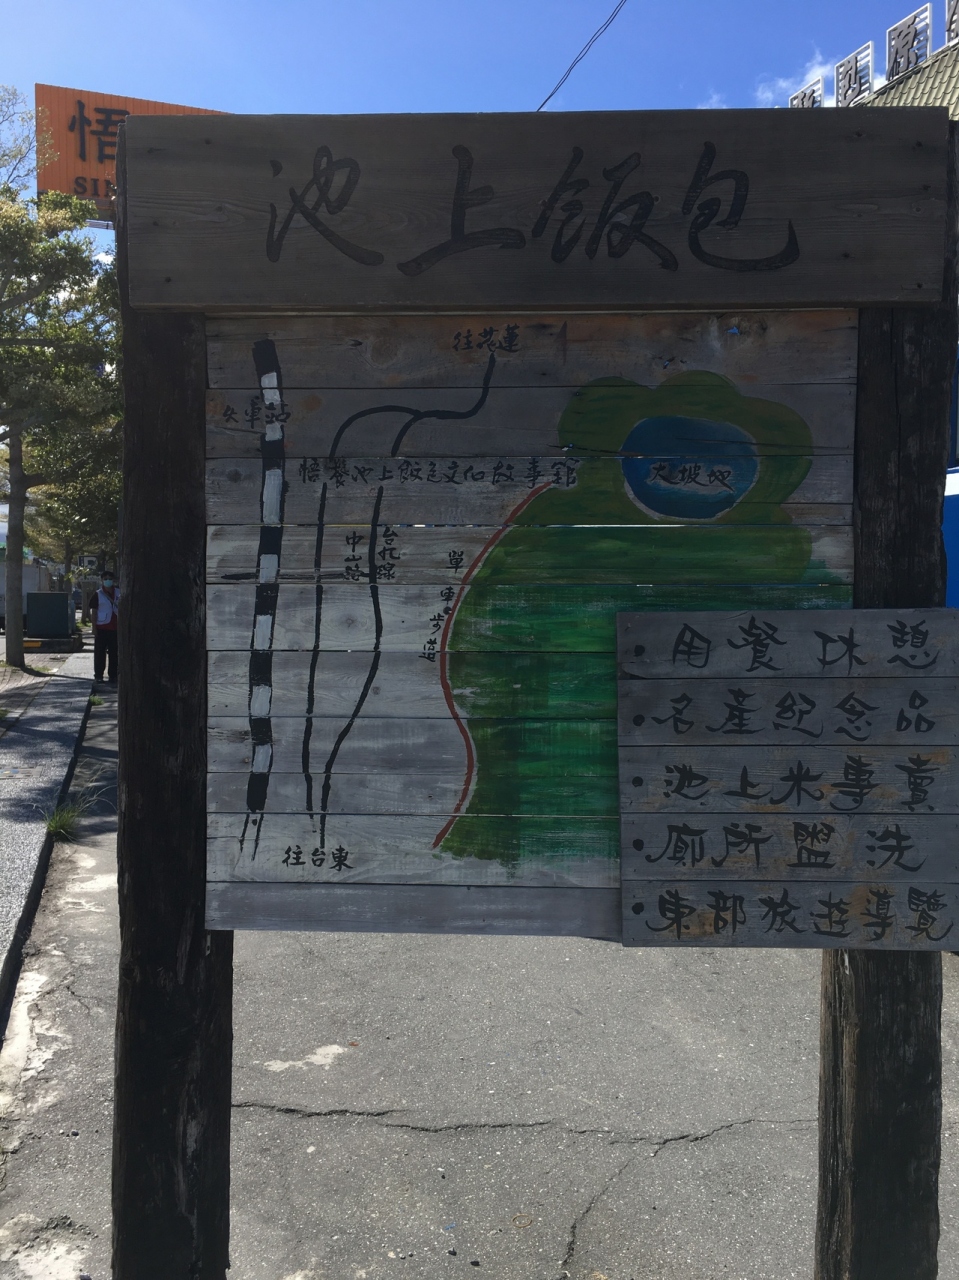 悟
SIN
池上飯包
往花蓮
火車站
悟饕池上飯包文化故事館
大坡池
中山路
台九線
單車步道
往台東
・用餐休憩
・名產紀念品
・池上米專賣
・廁所盥洗
・東部旅遊導覽